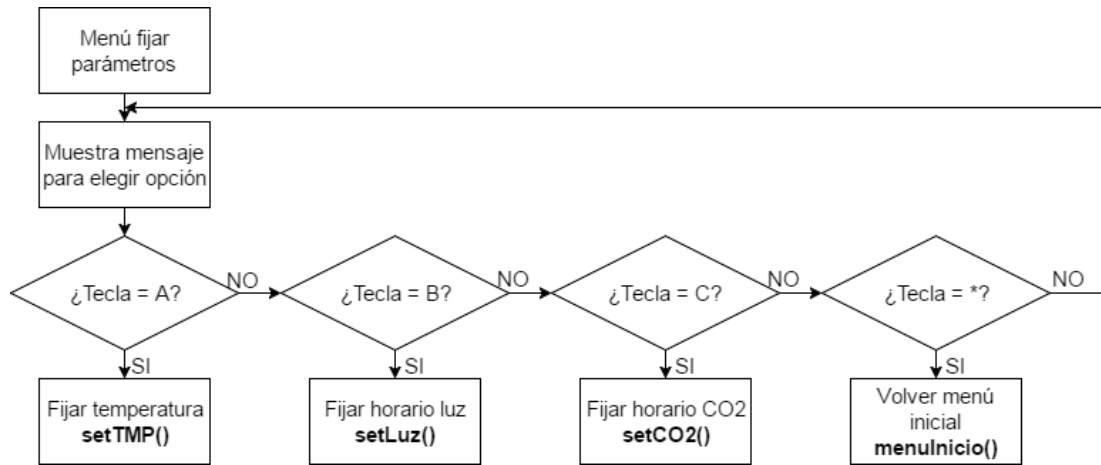 Menú fijar
parámetros
Muestra mensaje
para elegir opción
¿Tecla = A?
NO
¿Tecla = B?
NO
¿Tecla = C?
NO
¿Tecla = *?
NO
SI
SI
SI
SI
Fijar temperatura
setTMP()
Fijar horario luz
setLuz()
Fijar horario CO2
setCO2()
Volver menú
inicial
menuInicio()